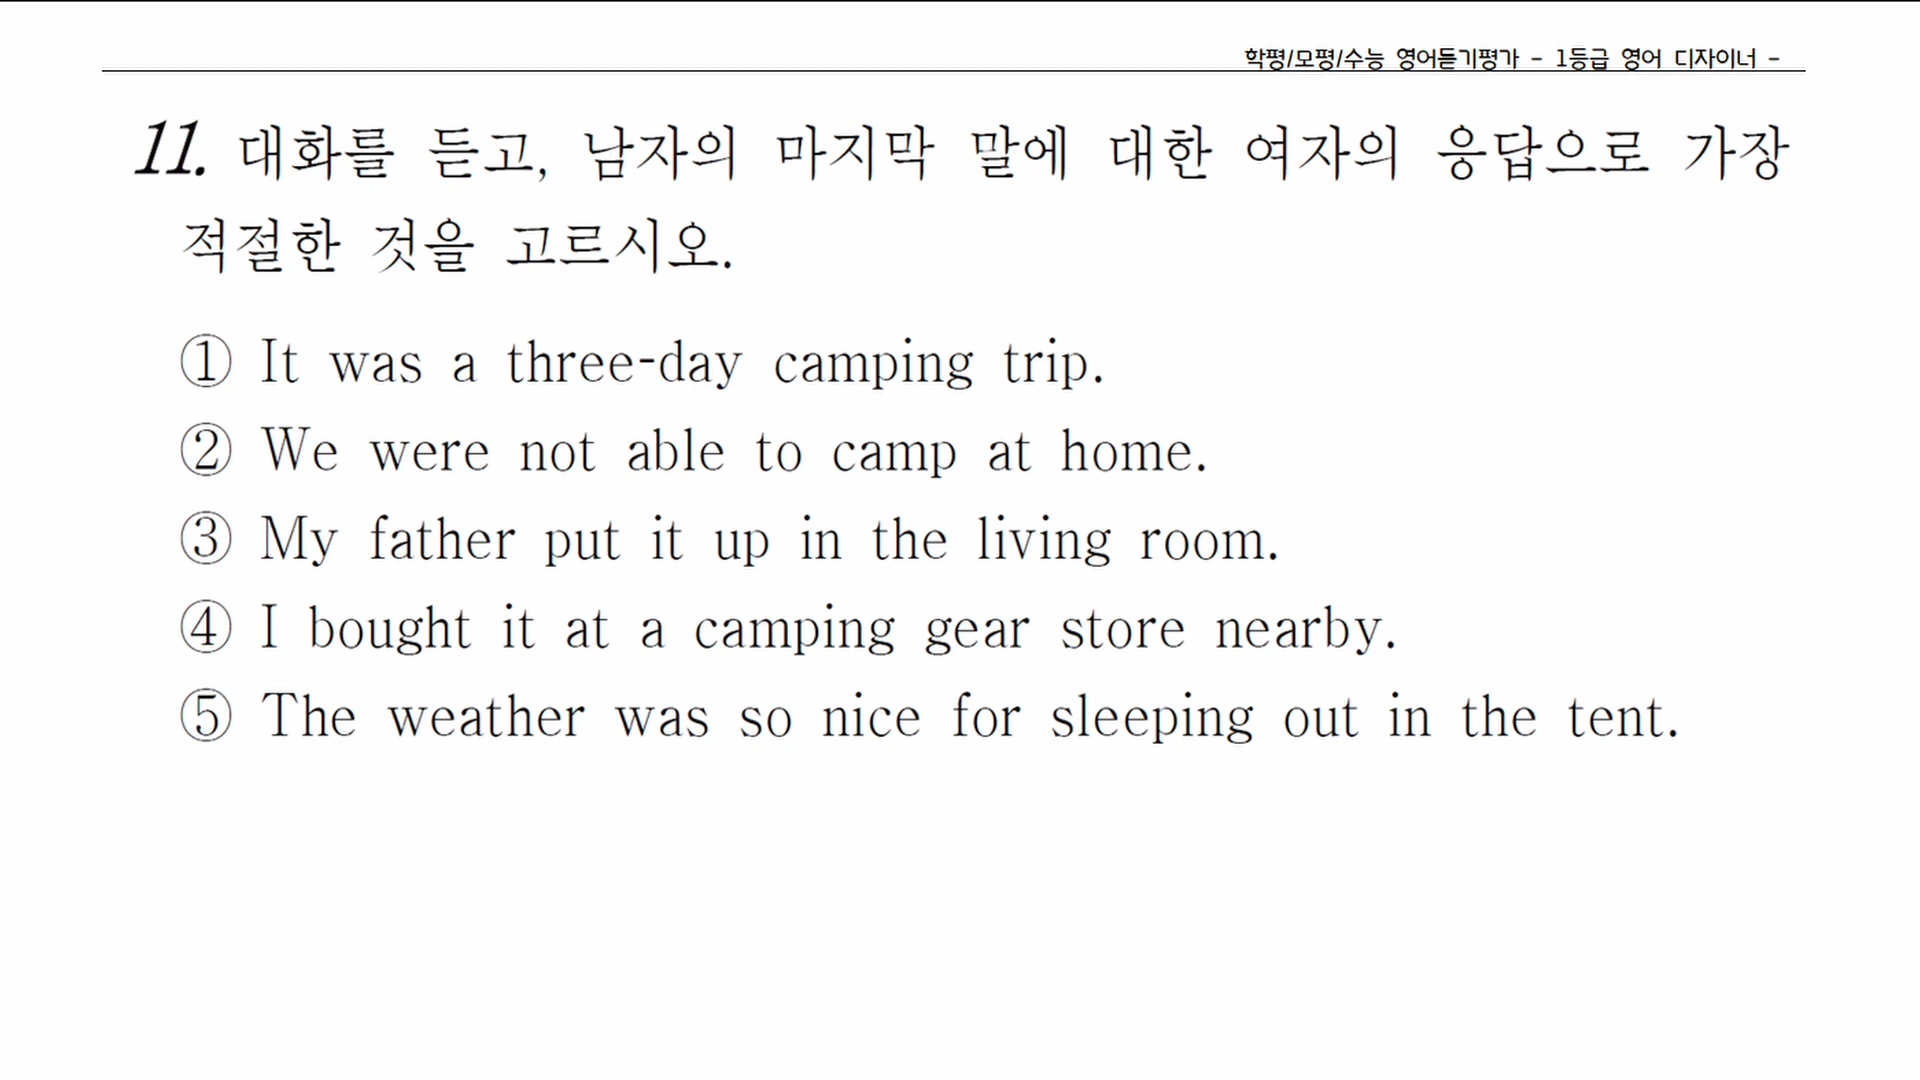 학평/모평/수능 영어듣기평가 - 1등급 영어 디자이너 -
11. 대화를 듣고, 남자의 마지막 말에 대한 여자의 응답으로 가장
적절한 것을 고르시오.
① It was a three-day camping trip.
② We were not able to camp at home.
③ My father put it up in the living room.
④ I bought it at a camping gear store nearby.
⑤ The weather was so nice for sleeping out in the tent.